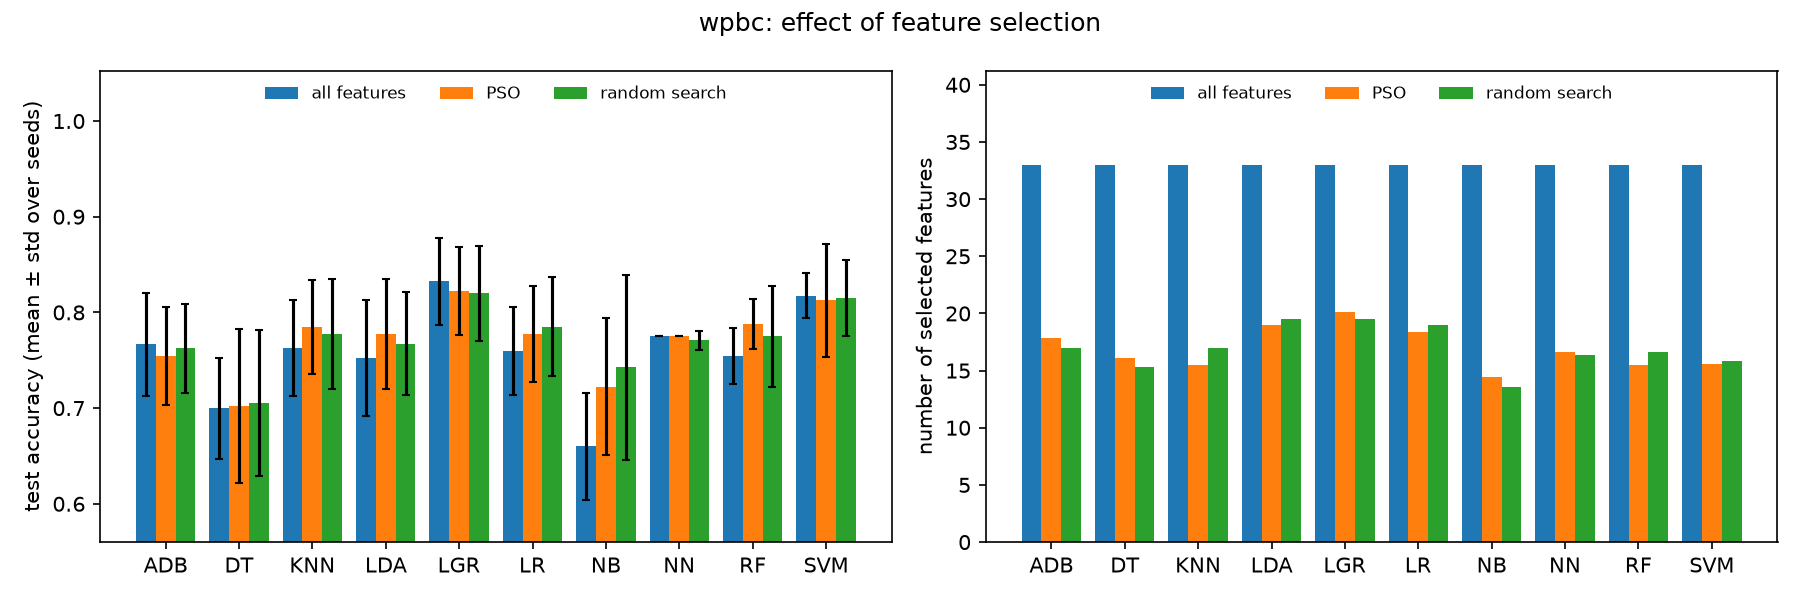 wpbc: effect of feature selection
test accuracy (mean ± std over seeds)
all features PSO random search
1.0
0.9
0.8
0.7
0.6
ADB DT KNN LDA LGR LR NB NN RF SVM
number of selected features
all features PSO random search
40
35
30
25
20
15
10
5
0
ADB DT KNN LDA LGR LR NB NN RF SVM